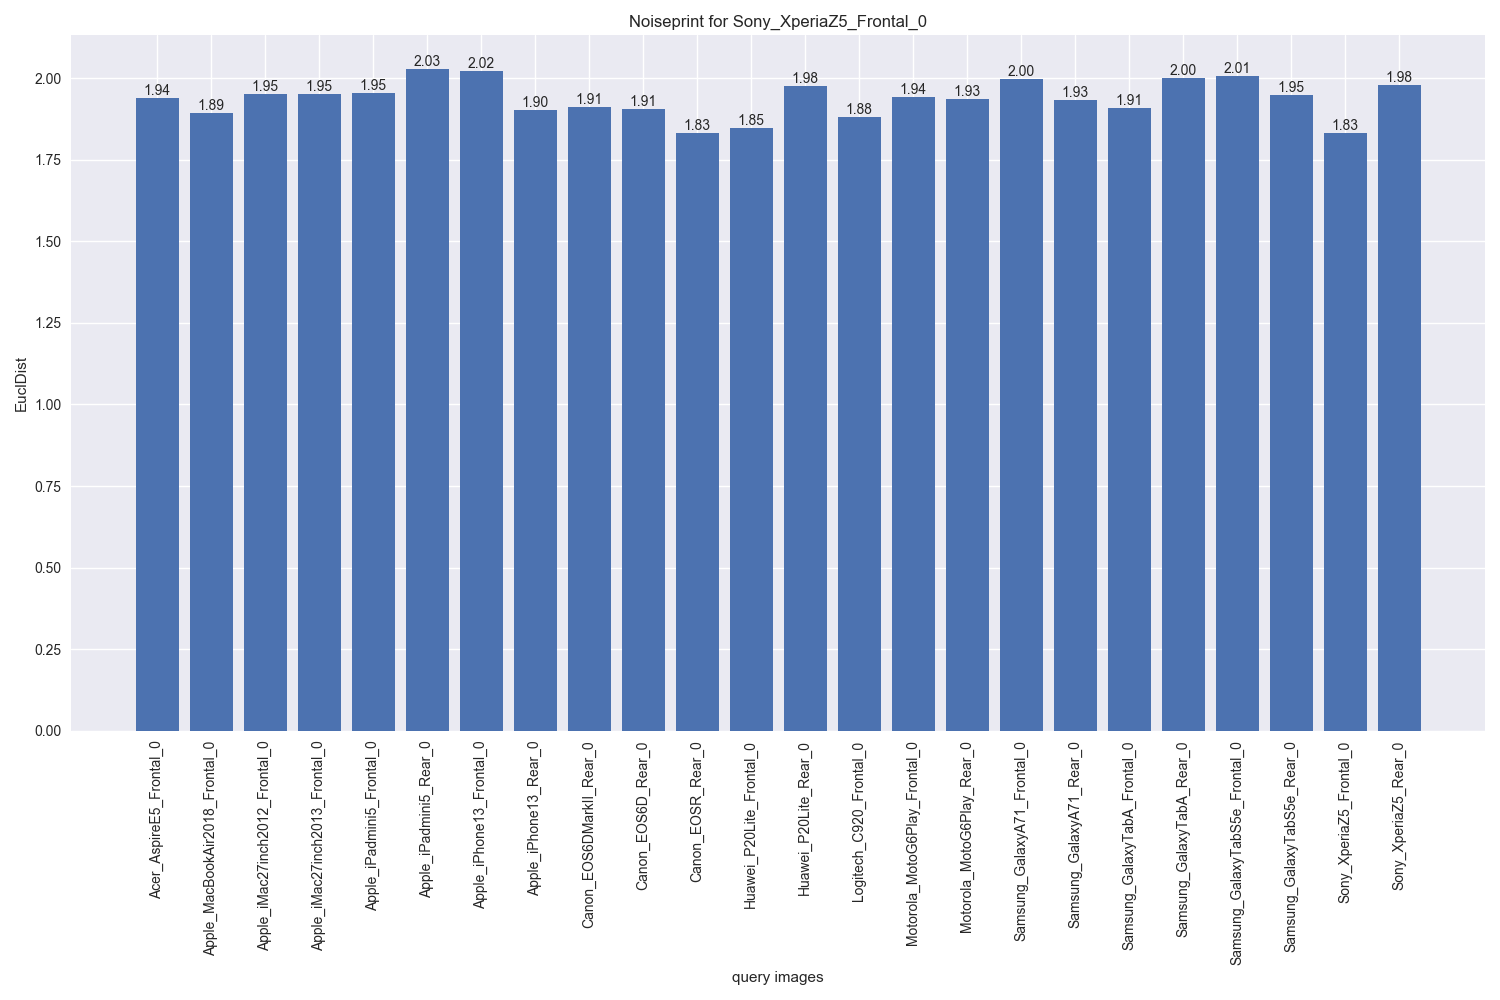 Noiseprint for Sony_XperiaZ5_Frontal_0
EuclDist
2.00
1.75
1.50
1.25
1.00
0.75
0.50
0.25
0.00
1.94
1.89
1.95
1.95
1.95
2.03
2.02
1.90
1.91
1.91
1.83
1.85
1.98
1.88
1.94
1.93
2.00
1.93
1.91
2.00
2.01
1.95
1.83
1.98
Acer_AspireE5_Frontal_0
Apple_MacBookAir2018_Frontal_0
Apple_iMac27inch2012_Frontal_0
Apple_iMac27inch2013_Frontal_0
Apple_iPadmini5_Frontal_0
Apple_iPadmini5_Rear_0
Apple_iPhone13_Frontal_0
Apple_iPhone13_Rear_0
Canon_EOS6DMarkII_Rear_0
Canon_EOS6D_Rear_0
Canon_EOSR_Rear_0
Huawei_P20Lite_Frontal_0
Huawei_P20Lite_Rear_0
Logitech_C920_Frontal_0
Motorola_MotoG6Play_Frontal_0
Motorola_MotoG6Play_Rear_0
Samsung_GalaxyA71_Frontal_0
Samsung_GalaxyA71_Rear_0
Samsung_GalaxyTabA_Frontal_0
Samsung_GalaxyTabA_Rear_0
Samsung_GalaxyTabS5e_Frontal_0
Samsung_GalaxyTabS5e_Rear_0
Sony_XperiaZ5_Frontal_0
Sony_XperiaZ5_Rear_0
query images